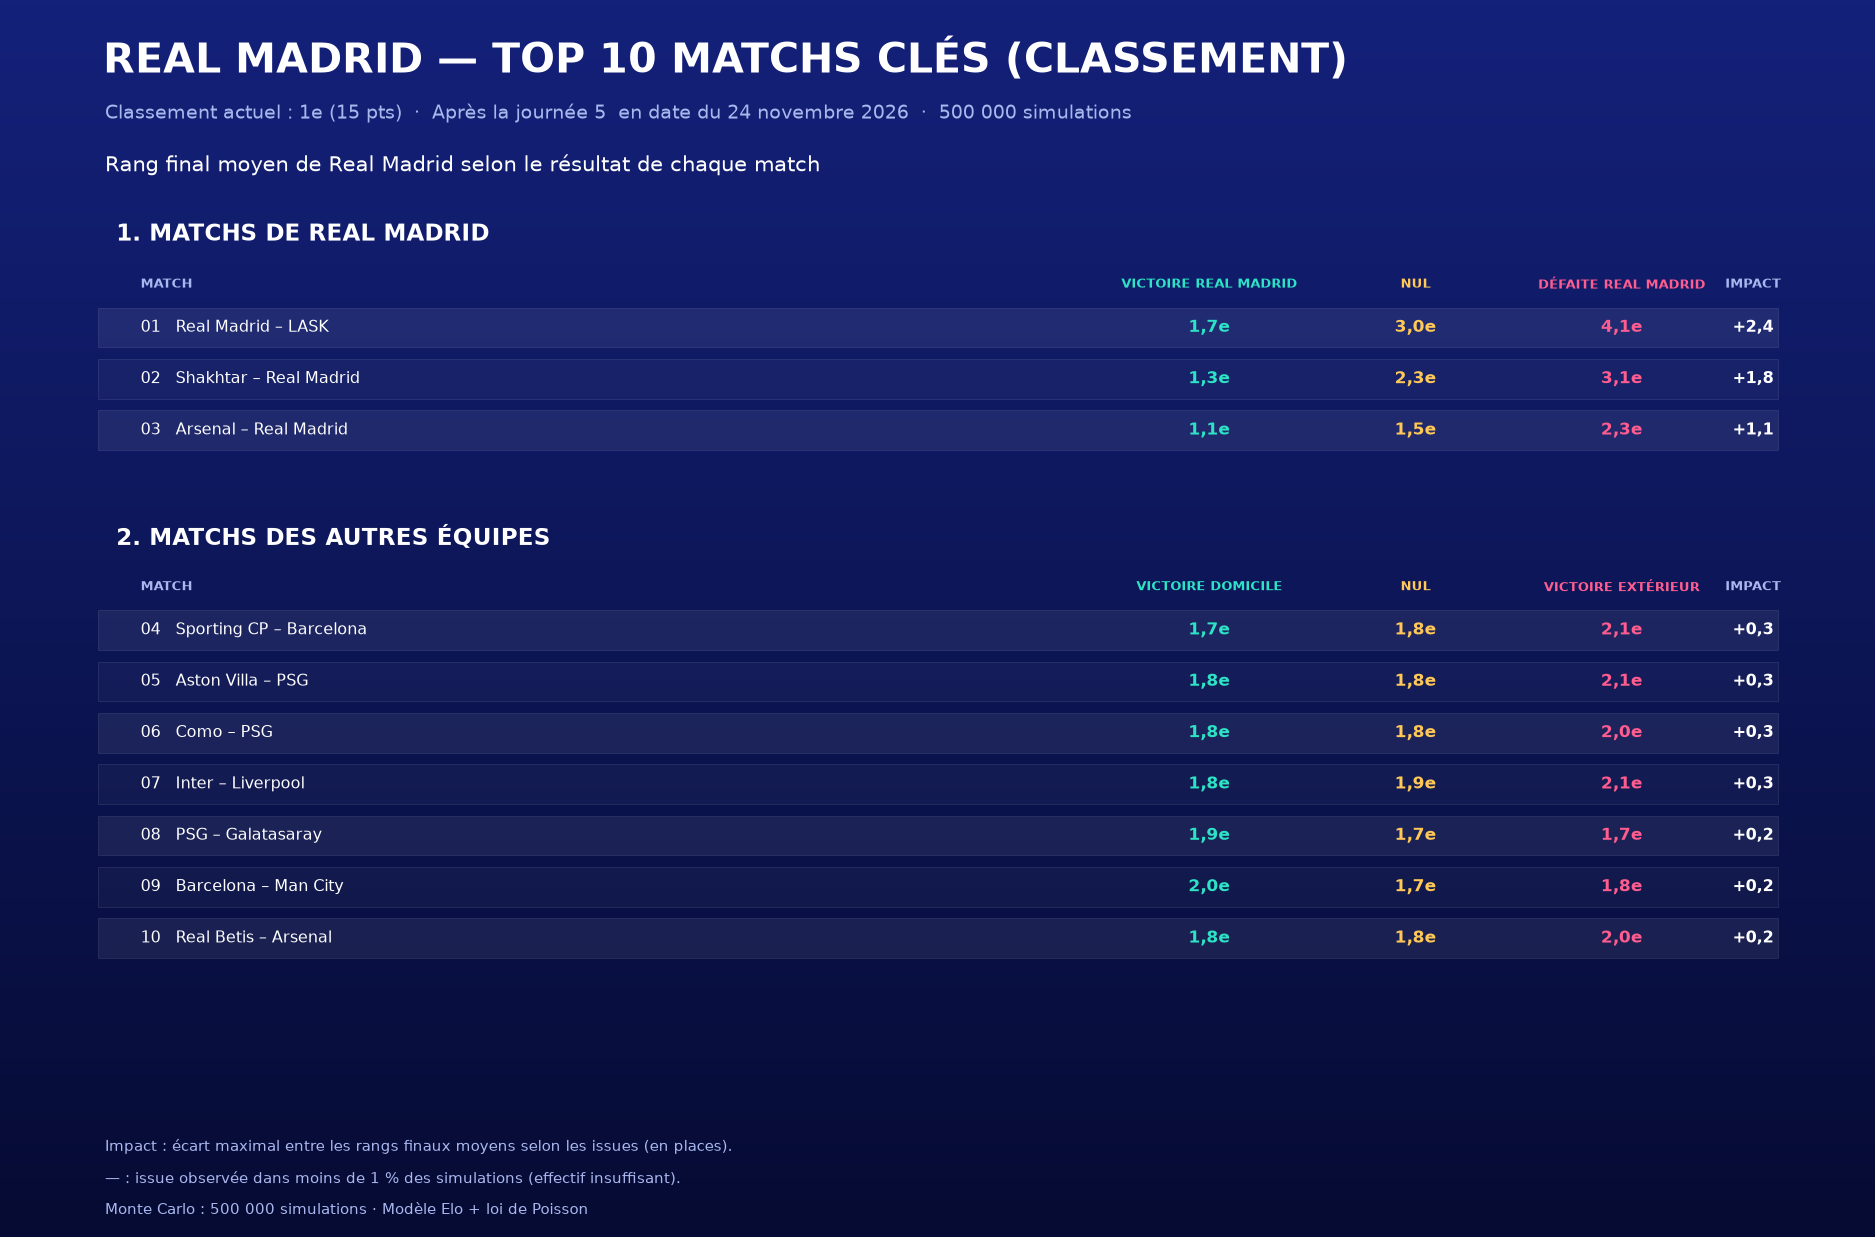 REAL MADRID — TOP 10 MATCHS CLÉS (CLASSEMENT)
Classement actuel : 1e (15 pts) · Après la journée 5 en date du 24 novembre 2026 · 500 000 simulations
Rang final moyen de Real Madrid selon le résultat de chaque match
1. MATCHS DE REAL MADRID
MATCH VICTOIRE REAL MADRID NUL DÉFAITE REAL MADRID IMPACT
01 Real Madrid – LASK 1,7e 3,0e 4,1e +2,4
02 Shakhtar – Real Madrid 1,3e 2,3e 3,1e +1,8
03 Arsenal – Real Madrid 1,1e 1,5e 2,3e +1,1
2. MATCHS DES AUTRES ÉQUIPES
MATCH VICTOIRE DOMICILE NUL VICTOIRE EXTÉRIEUR IMPACT
04 Sporting CP – Barcelona 1,7e 1,8e 2,1e +0,3
05 Aston Villa – PSG 1,8e 1,8e 2,1e +0,3
06 Como – PSG 1,8e 1,8e 2,0e +0,3
07 Inter – Liverpool 1,8e 1,9e 2,1e +0,3
08 PSG – Galatasaray 1,9e 1,7e 1,7e +0,2
09 Barcelona – Man City 2,0e 1,7e 1,8e +0,2
10 Real Betis – Arsenal 1,8e 1,8e 2,0e +0,2
Impact : écart maximal entre les rangs finaux moyens selon les issues (en places).
— : issue observée dans moins de 1 % des simulations (effectif insuffisant).
Monte Carlo : 500 000 simulations · Modèle Elo + loi de Poisson